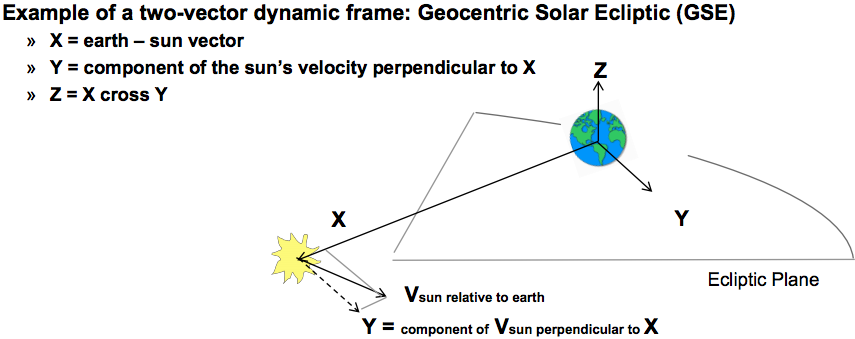 Example of a two-vector dynamic frame: Geocentric Solar Ecliptic (GSE)
» X = earth – sun vector
» Y = component of the sun's velocity perpendicular to X
» Z = X cross Y
Z
X
Y
Ecliptic Plane
Vsun relative to earth
Y = component of Vsun perpendicular to X